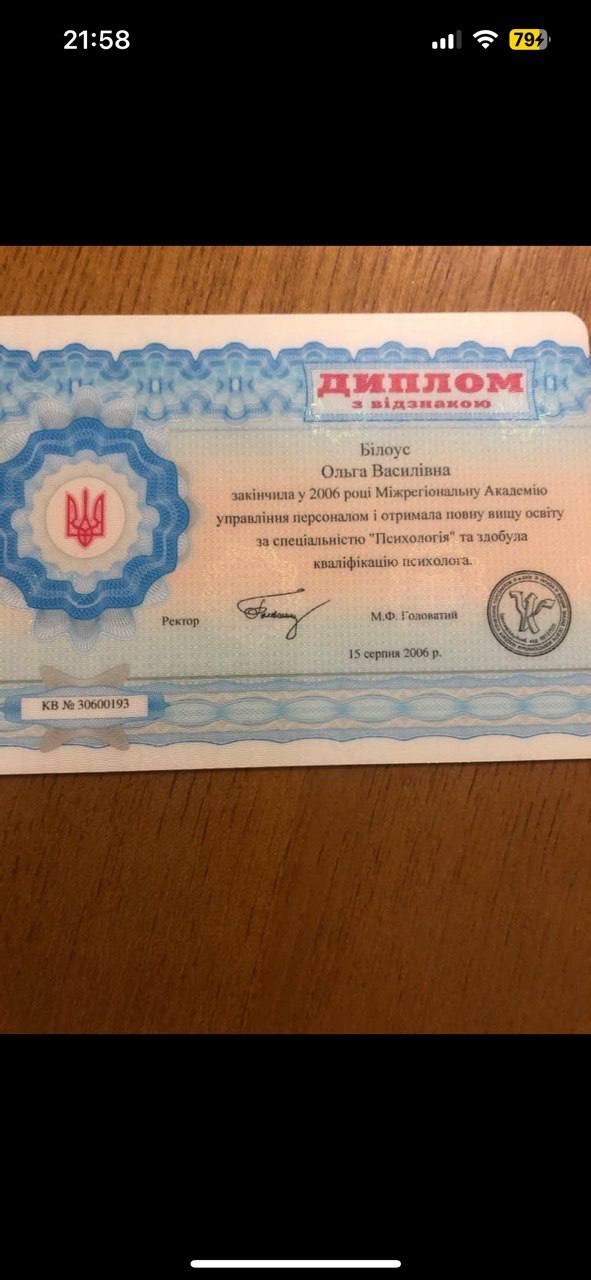 21:58
79
ДИПЛОМ
з відзнакою
Білоус
Ольга Василівна
закінчила у 2006 році Міжрегіональну Академію
управління персоналом і отримала повну вищу освіту
за спеціальністю "Психологія" та здобула
кваліфікацію психолога.
Ректор
М.Ф. Головатий
15 серпня 2006 р.
КВ № 30600193